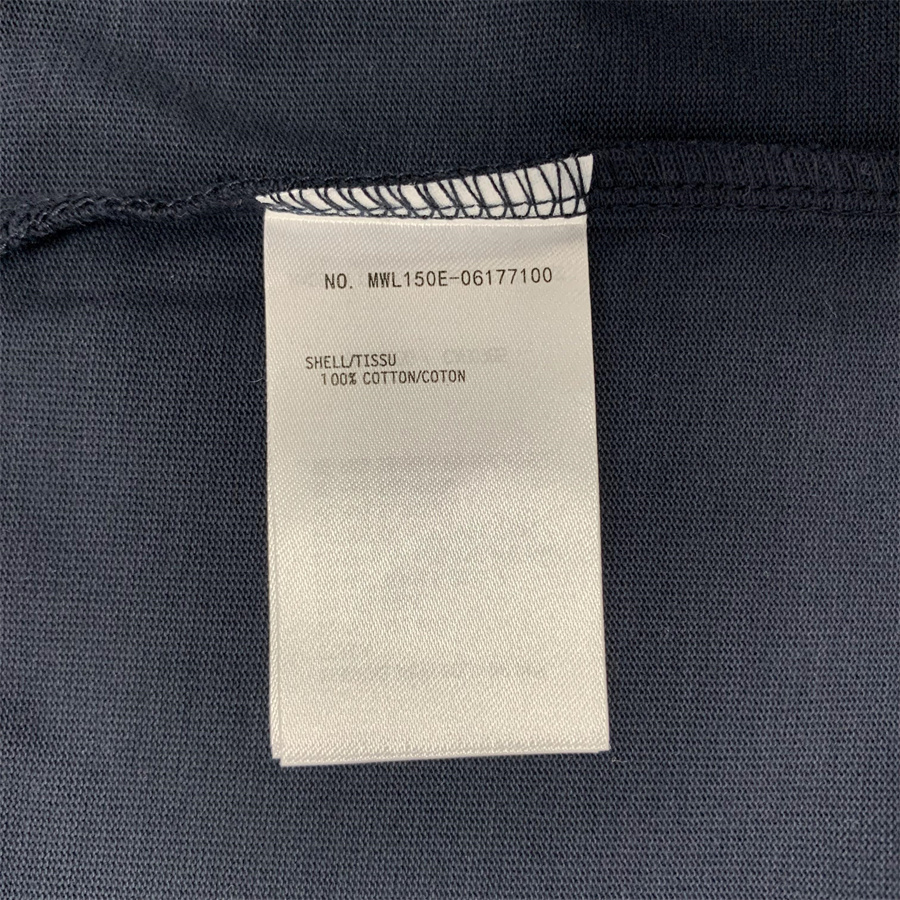 NO. MWL150E-06177100
SHELL/TISSU
100% COTTON/COTON